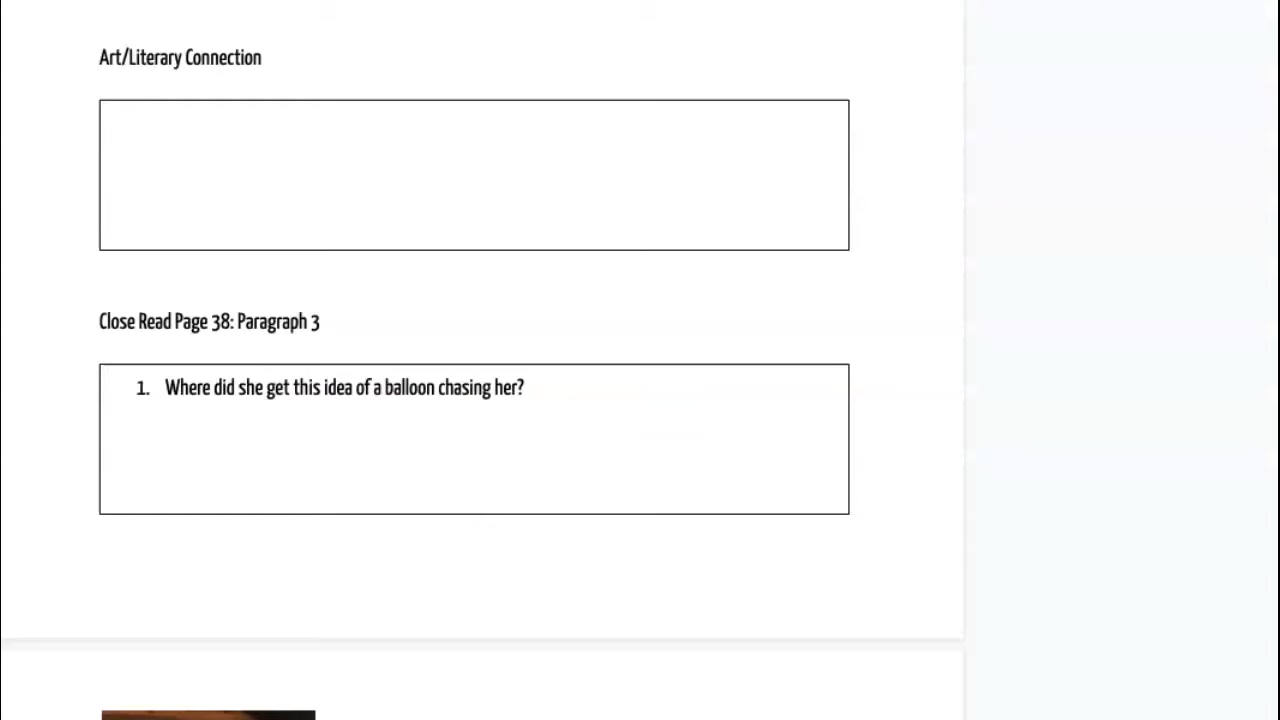 Art/Literary Connection
Close Read Page 38: Paragraph 3
1. Where did she get this idea of a balloon chasing her?